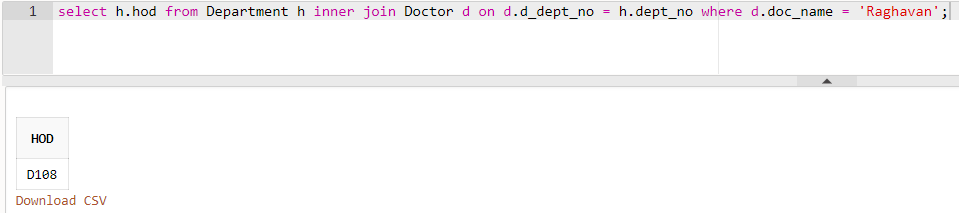 1 select h.hod from Department h inner join Doctor d on d.d_dept_no = h.dept_no where d.doc_name = 'Raghavan';
HOD
D108
Download CSV